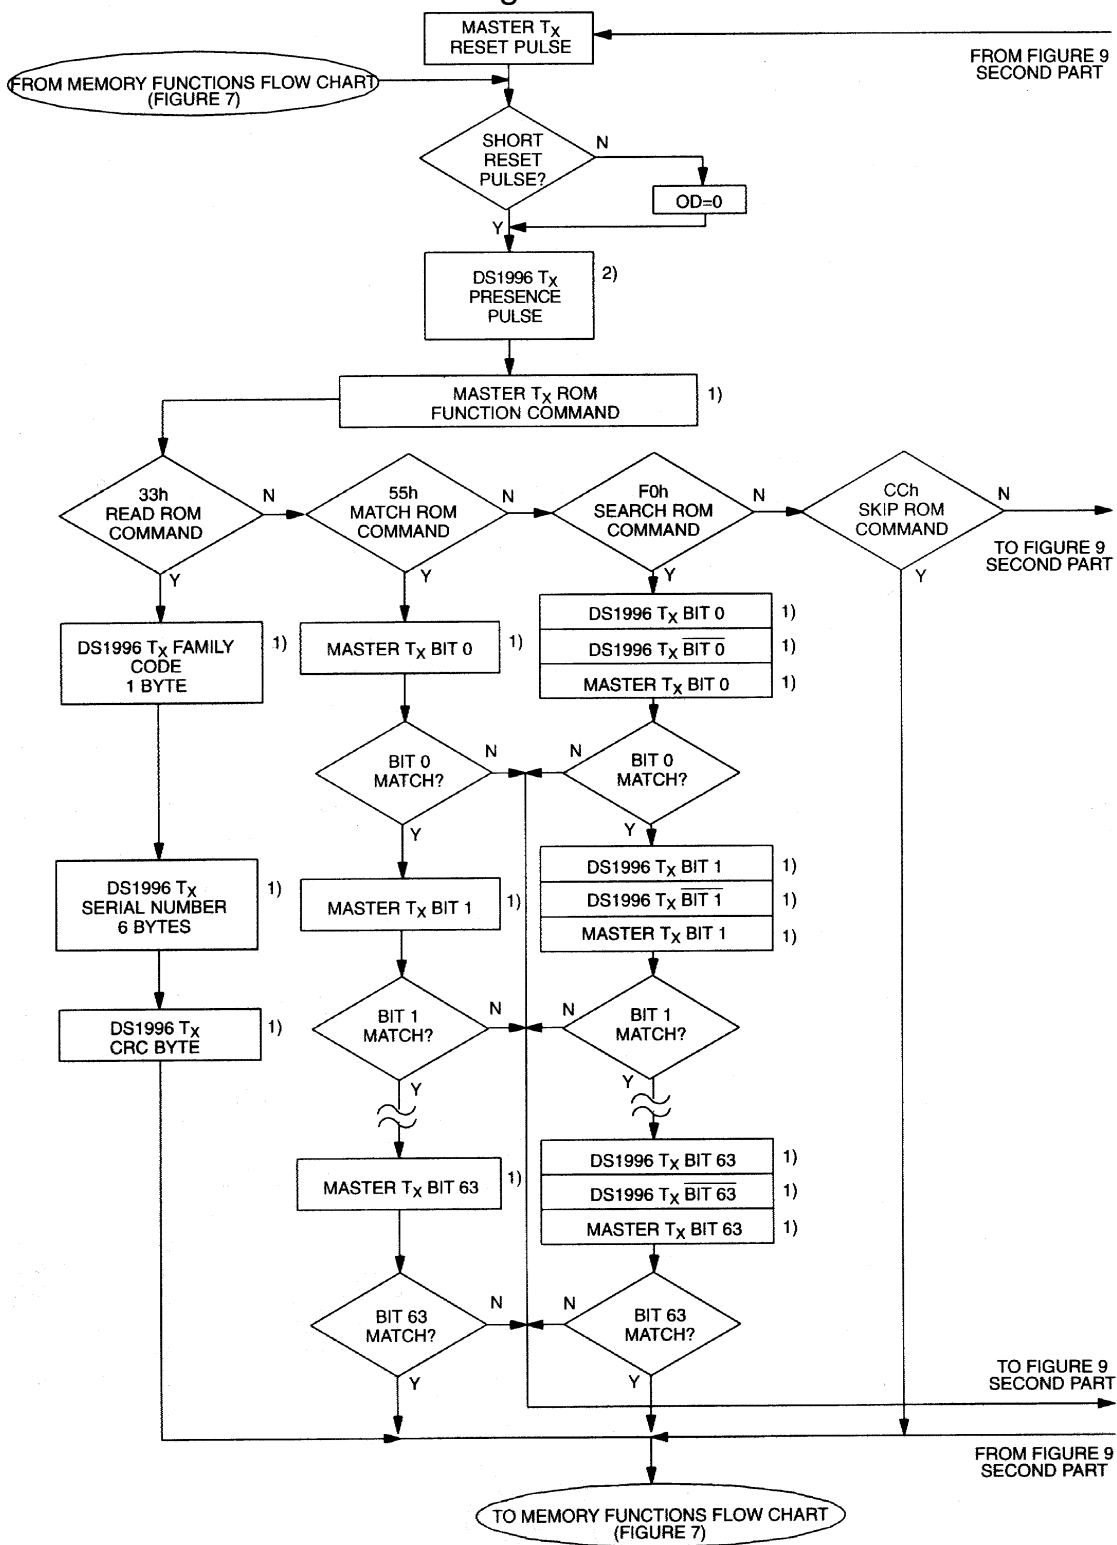 MASTER TX
RESET PULSE
FROM FIGURE 9
SECOND PART
FROM MEMORY FUNCTIONS FLOW CHART
(FIGURE 7)
SHORT
RESET
PULSE?
N
OD=0
Y
DS1996 TX
PRESENCE
PULSE
2)
MASTER TX ROM
FUNCTION COMMAND
1)
33h
READ ROM
COMMAND
N
Y
55h
MATCH ROM
COMMAND
N
Y
F0h
SEARCH ROM
COMMAND
N
Y
CCh
SKIP ROM
COMMAND
N
Y
TO FIGURE 9
SECOND PART
DS1996 TX FAMILY
CODE
1 BYTE
1)
MASTER TX BIT 0
1)
DS1996 TX BIT 0
1)
DS1996 TX BIT 0
1)
MASTER TX BIT 0
1)
BIT 0
MATCH?
N
Y
N
BIT 0
MATCH?
Y
DS1996 TX
SERIAL NUMBER
6 BYTES
1)
MASTER TX BIT 1
1)
DS1996 TX BIT 1
1)
DS1996 TX BIT 1
1)
MASTER TX BIT 1
1)
DS1996 TX
CRC BYTE
1)
BIT 1
MATCH?
N
Y
N
BIT 1
MATCH?
Y
MASTER TX BIT 63
1)
DS1996 TX BIT 63
1)
DS1996 TX BIT 63
1)
MASTER TX BIT 63
1)
BIT 63
MATCH?
N
Y
N
BIT 63
MATCH?
Y
TO FIGURE 9
SECOND PART
FROM FIGURE 9
SECOND PART
TO MEMORY FUNCTIONS FLOW CHART
(FIGURE 7)